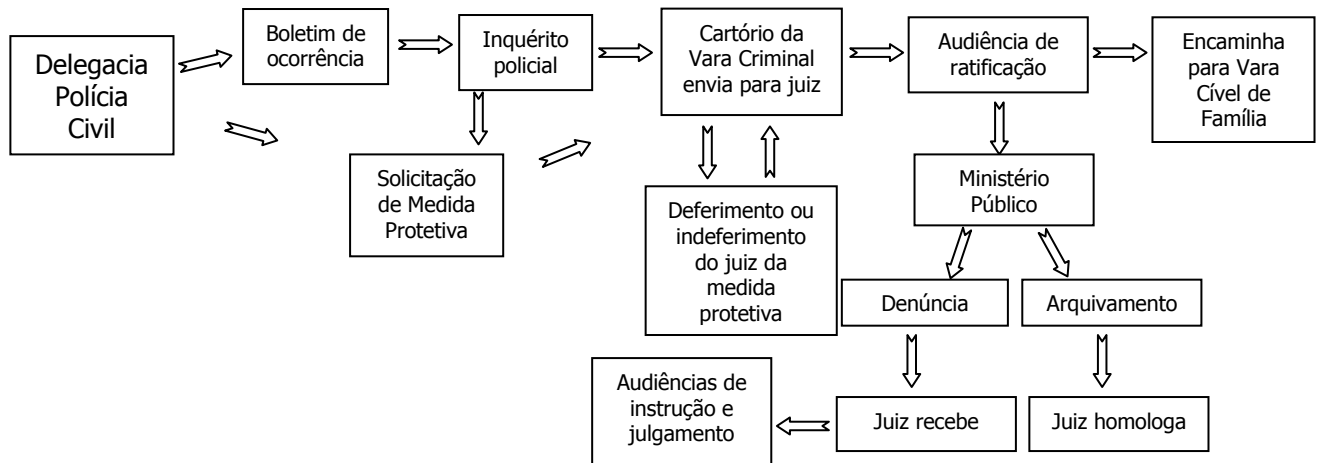 Delegacia
Polícia
Civil
Boletim de
ocorrência
Inquérito
policial
Cartório da
Vara Criminal
envia para juiz
Audiência de
ratificação
Encaminha
para Vara
Cível de
Família
Solicitação
de Medida
Protetiva
Deferimento ou
indeferimento
do juiz da
medida
protetiva
Ministério
Público
Denúncia
Arquivamento
Audiências de
instrução e
julgamento
Juiz recebe
Juiz homologa